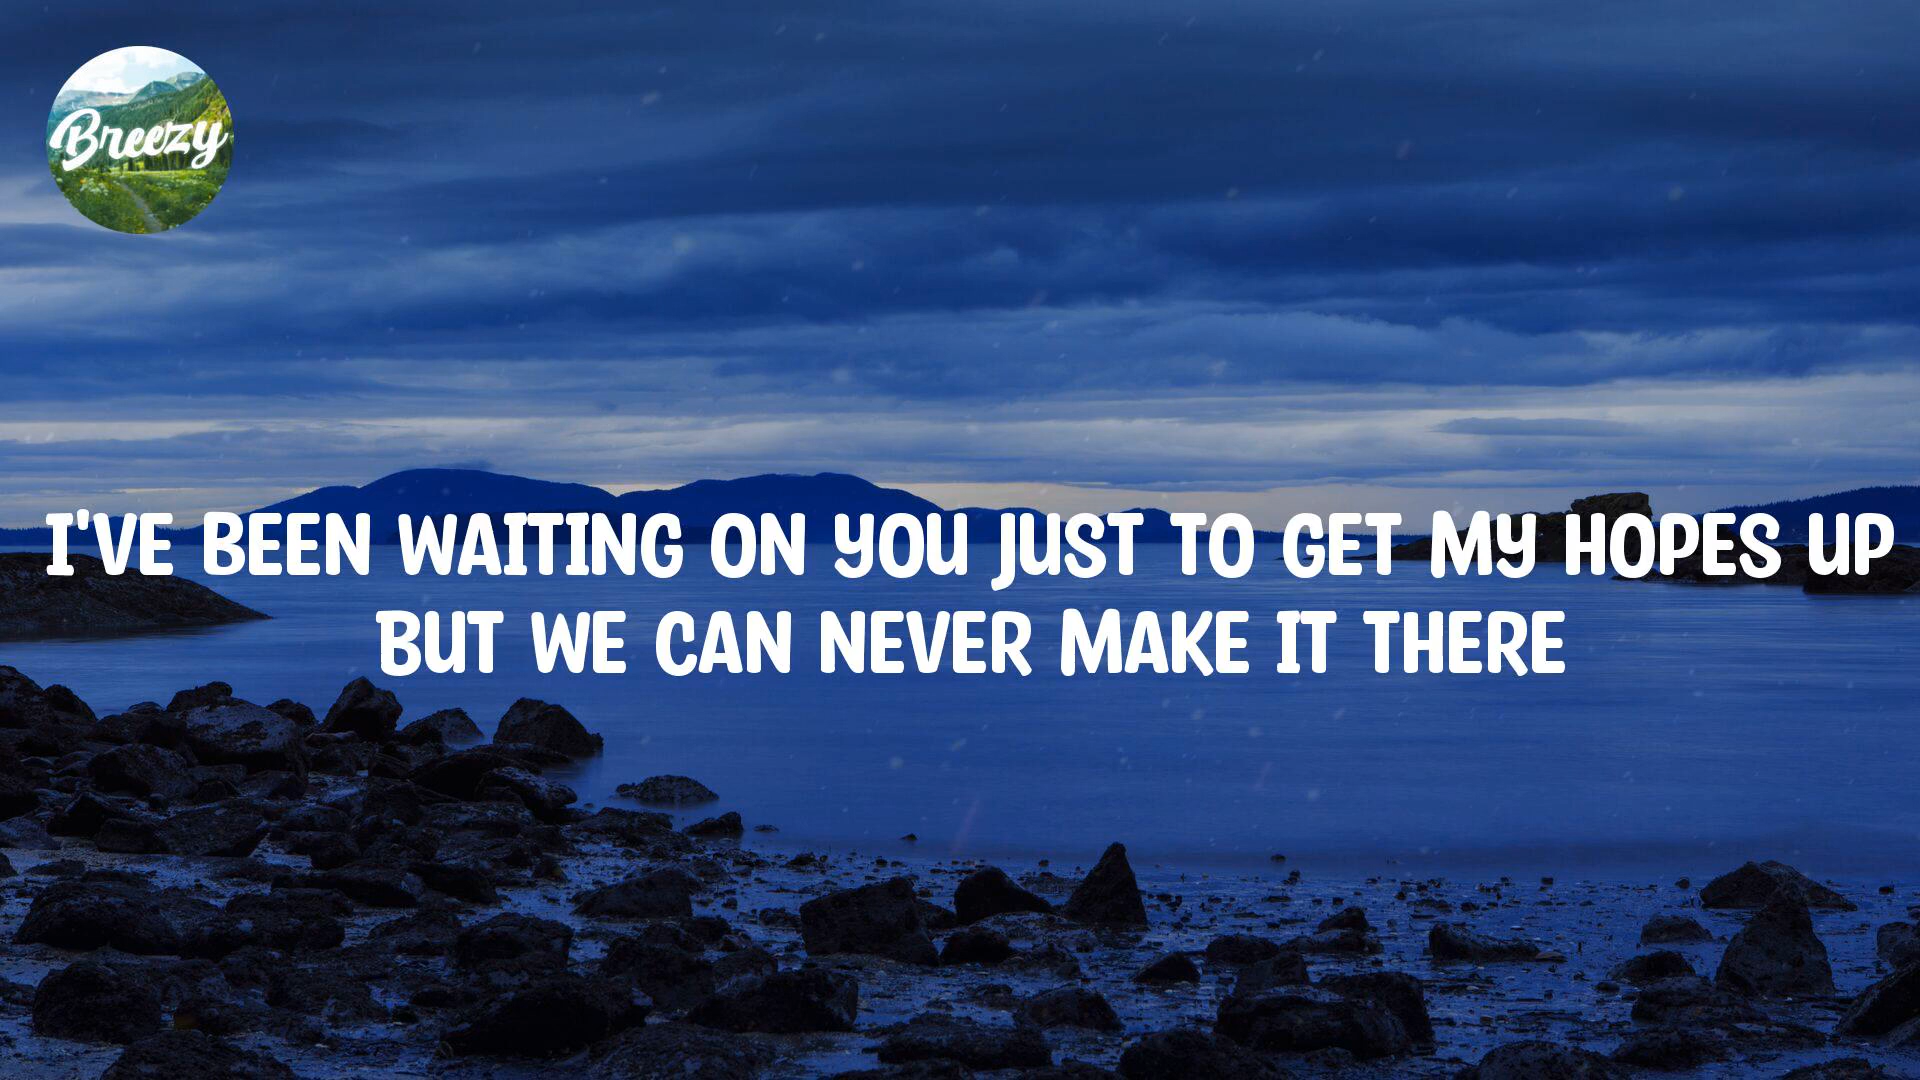 Breezy
I'VE BEEN WAITING ON YOU JUST TO GET MY HOPES UP
BUT WE CAN NEVER MAKE IT THERE